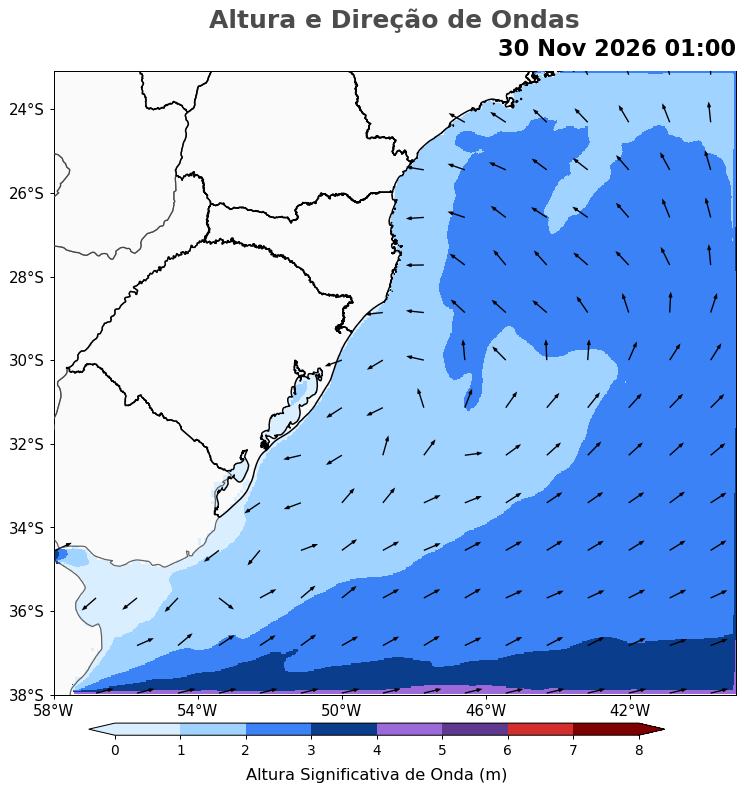 Altura e Direção de Ondas
30 Nov 2026 01:00
24°S
26°S
28°S
30°S
32°S
34°S
36°S
38°S
58°W 54°W 50°W 46°W 42°W
0 1 2 3 4 5 6 7 8
Altura Significativa de Onda (m)